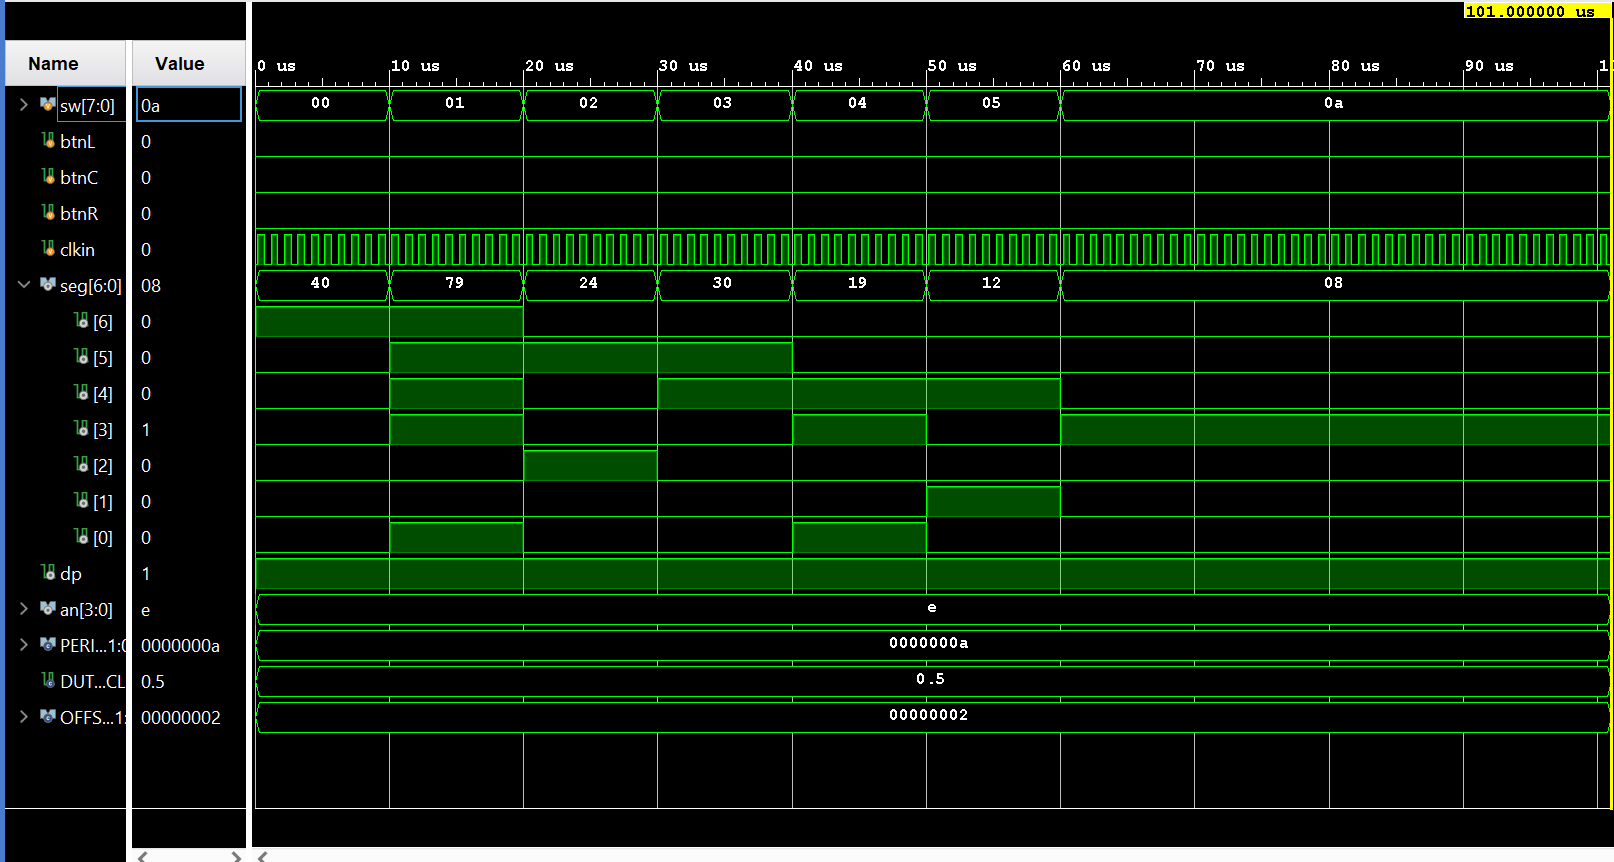 101.000000 us
Name Value
0 us 10 us 20 us 30 us 40 us 50 us 60 us 70 us 80 us 90 us 1
sw[7:0] 0a 00 01 02 03 04 05 0a
btnL 0
btnC 0
btnR 0
clkin 0
seg[6:0] 08 40 79 24 30 19 12 08
[6] 0
[5] 0
[4] 0
[3] 1
[2] 0
[1] 0
[0] 0
dp 1
an[3:0] e e
PERI...1:0 0000000a 0000000a
DUT...CL 0.5 0.5
OFFS...1: 00000002 00000002